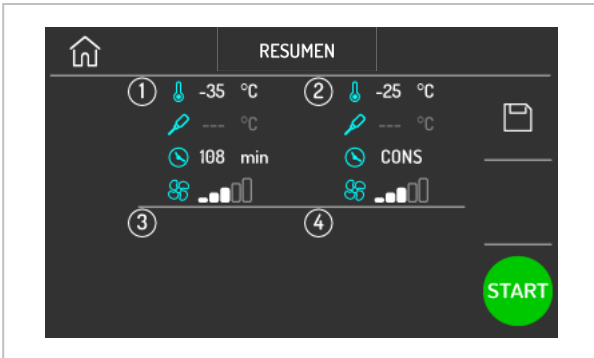 RESUMEN
1 -35 °C 2 -25 °C
--- °C --- °C
108 min CONS
3 4
START